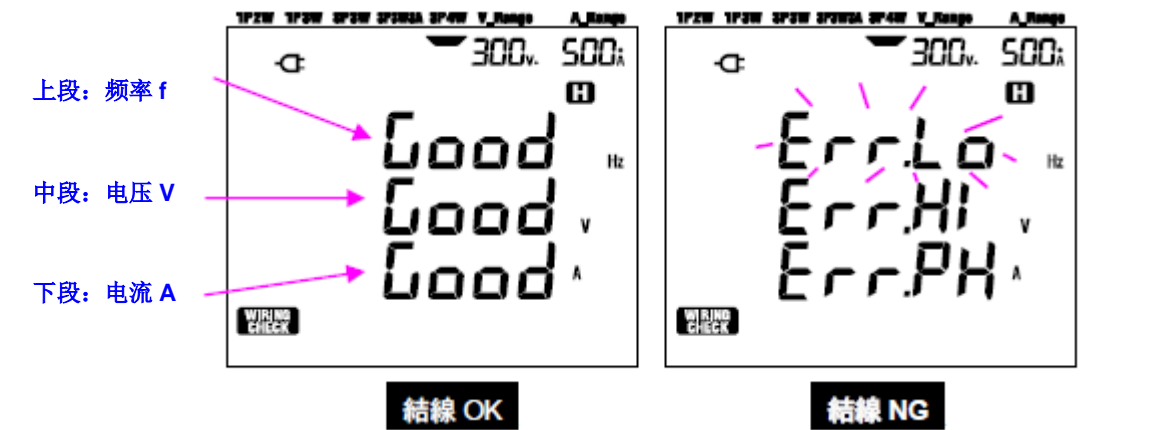 1P2W 1P3W 3P3W 3P3W3A 3P4W V_Range A_Range
300V. 500A
H
上段：频率 f
Good Hz
中段：电压 V
Good V
下段：电流 A
Good A
WIRING
CHECK
結線 OK
1P2W 1P3W 3P3W 3P3W3A 3P4W V_Range A_Range
300V. 500A
H
Err.Lo Hz
Err.Hi V
Err.PH A
WIRING
CHECK
結線 NG